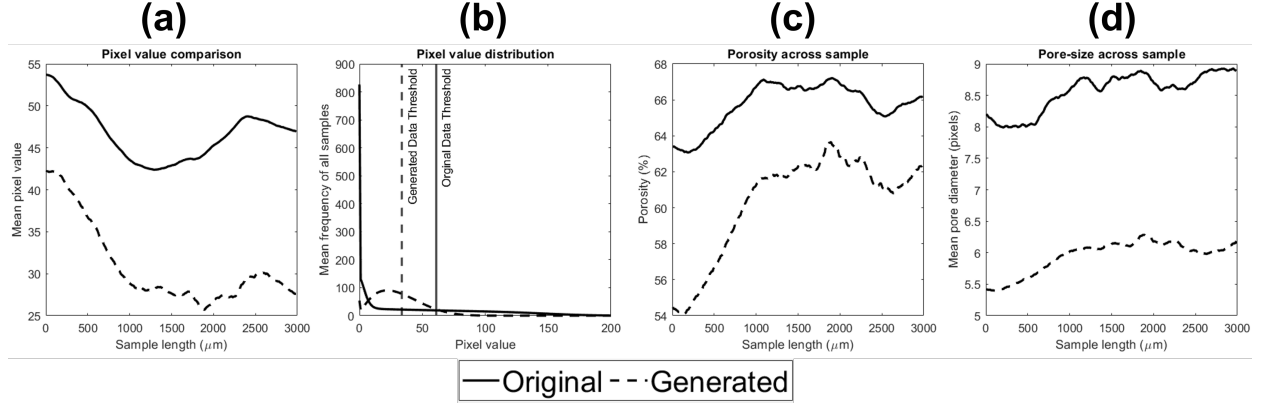 (a)
(b)
(c)
(d)
Pixel value comparison
Mean pixel value
55
50
45
40
35
30
25
0 500 1000 1500 2000 2500 3000
Sample length (μm)
Pixel value distribution
Mean frequency of all samples
900
800
700
600
500
400
300
200
100
0
Generated Data Threshold
Orginal Data Threshold
0 50 100 150 200
Pixel value
Porosity across sample
Porosity (%)
68
66
64
62
60
58
56
54
0 500 1000 1500 2000 2500 3000
Sample length (μm)
Pore-size across sample
Mean pore diameter (pixels)
9
8.5
8
7.5
7
6.5
6
5.5
5
0 500 1000 1500 2000 2500 3000
Sample length (μm)
Original Generated